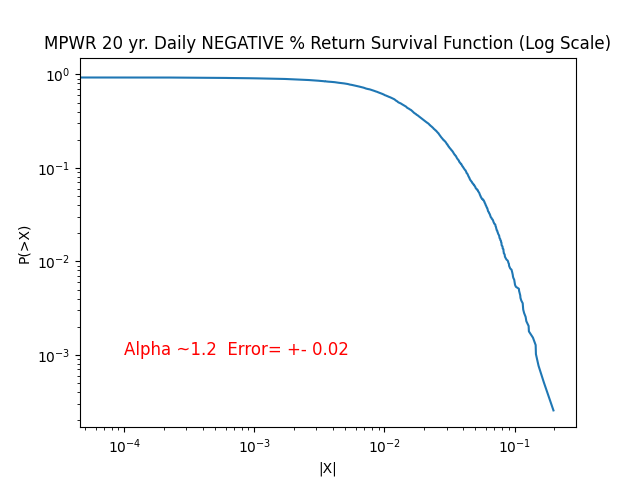 MPWR 20 yr. Daily NEGATIVE % Return Survival Function (Log Scale)
10⁰
10⁻¹
10⁻²
10⁻³
P(>X)
Alpha ~1.2  Error= +- 0.02
10⁻⁴ 10⁻³ 10⁻² 10⁻¹
|X|